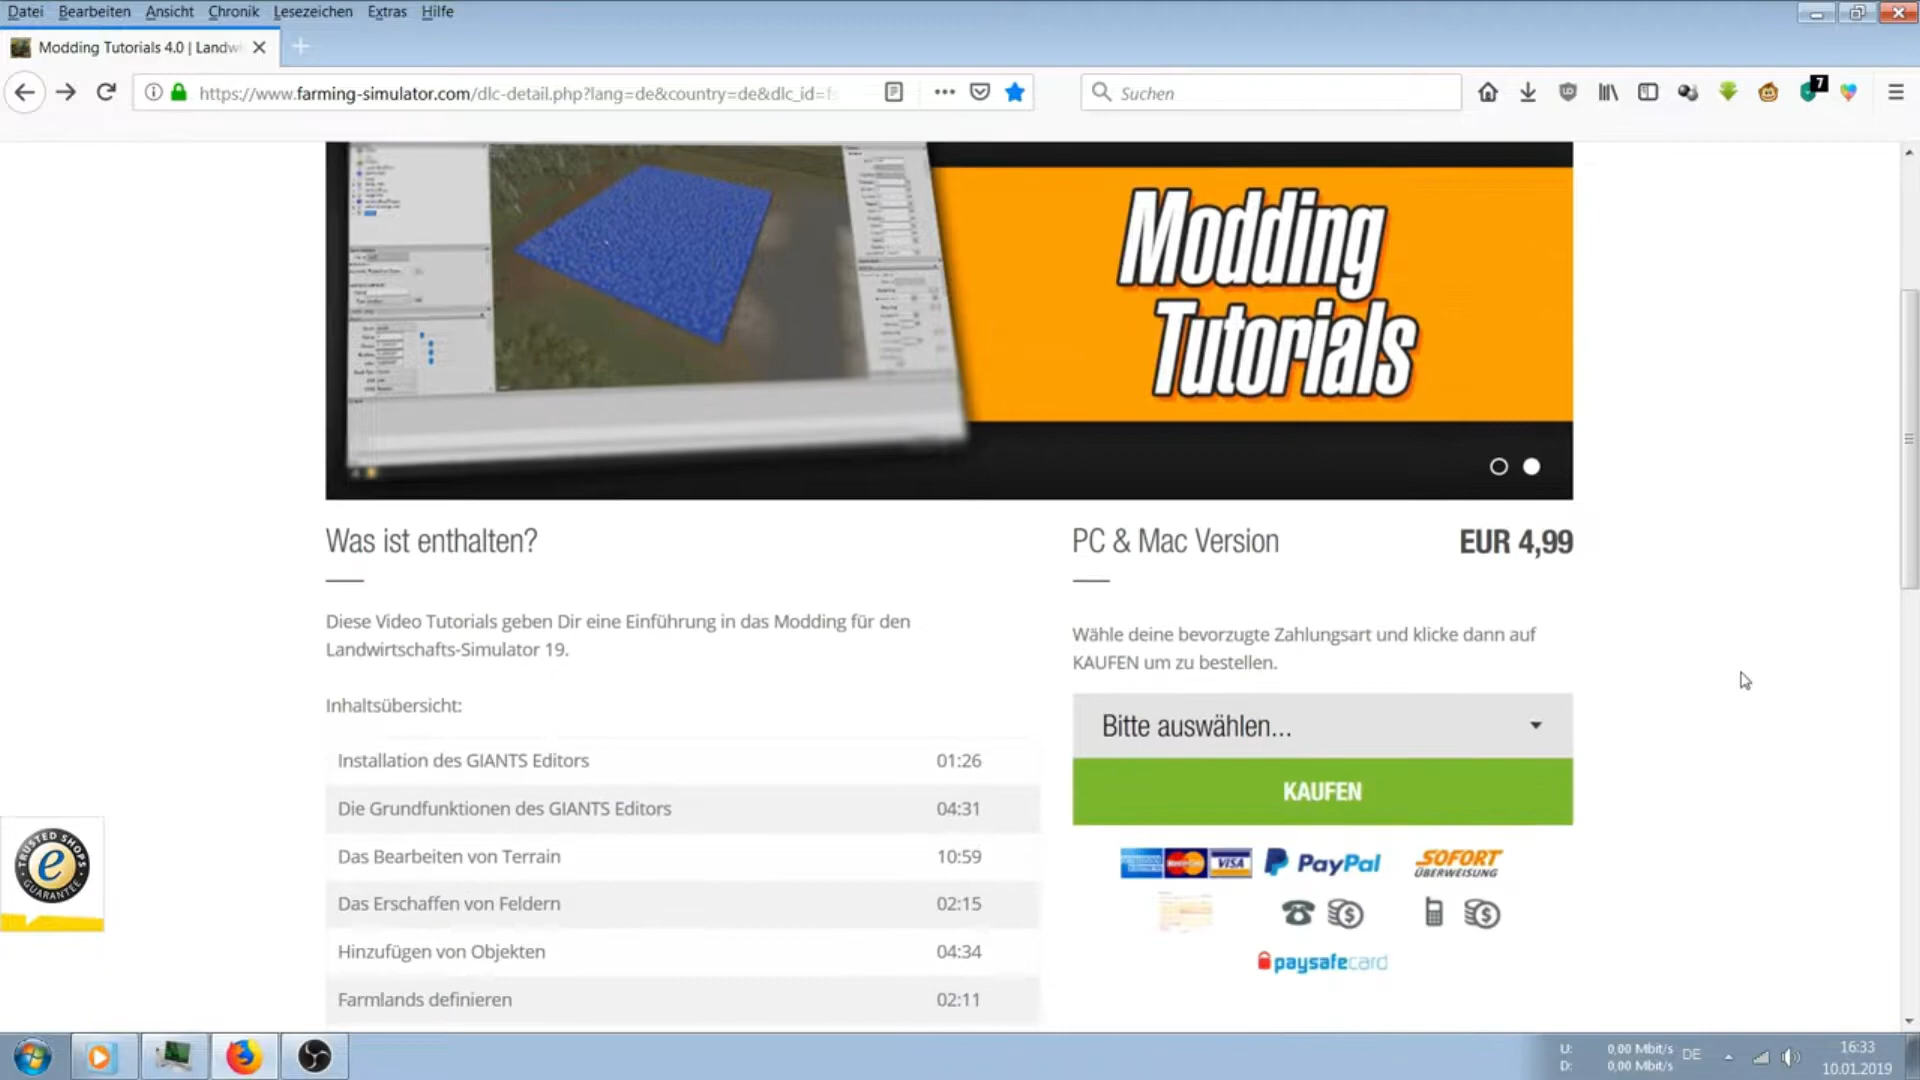 Datei Bearbeiten Ansicht Chronik Lesezeichen Extras Hilfe
Modding Tutorials 4.0 | Landw
https://www.farming-simulator.com/dlc-detail.php?lang=de&country=de&dlc_id=f
Suchen
7
Modding
Tutorials
Was ist enthalten?
PC & Mac Version
EUR 4,99
Diese Video Tutorials geben Dir eine Einführung in das Modding für den
Landwirtschafts-Simulator 19.
Wähle deine bevorzugte Zahlungsart und klicke dann auf
KAUFEN um zu bestellen.
Inhaltsübersicht:
Bitte auswählen...
KAUFEN
Installation des GIANTS Editors 01:26
Die Grundfunktionen des GIANTS Editors 04:31
Das Bearbeiten von Terrain 10:59
Das Erschaffen von Feldern 02:15
Hinzufügen von Objekten 04:34
Farmlands definieren 02:11
VISA
PayPal
SOFORT
ÜBERWEISUNG
paysafecard
TRUSTED SHOPS
e
GUARANTEE
U: 0,00 Mbit/s
D: 0,00 Mbit/s
DE
16:33
10.01.2019